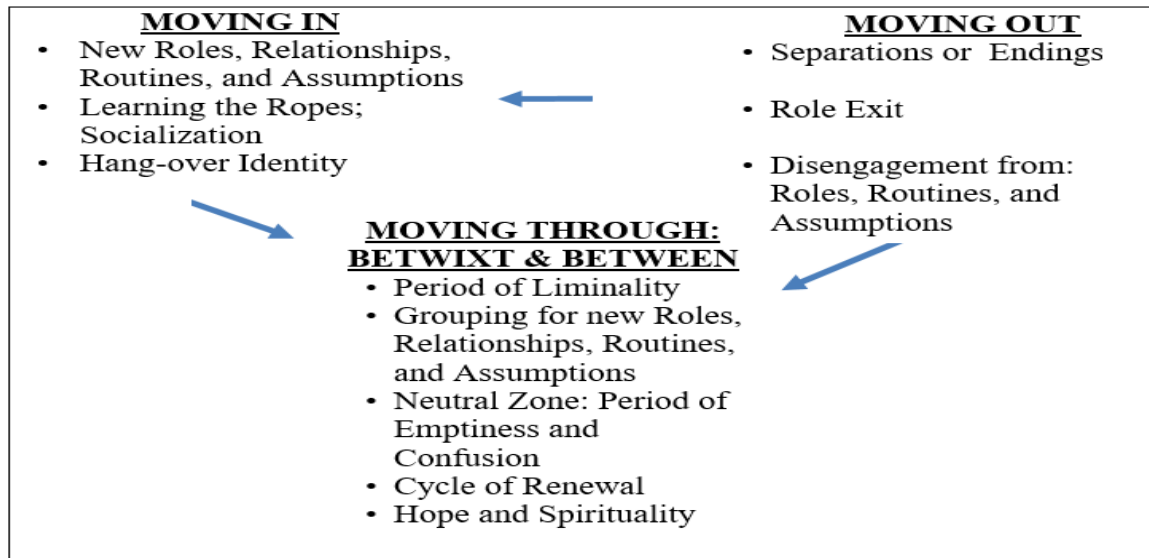 MOVING IN
• New Roles, Relationships,
Routines, and Assumptions
• Learning the Ropes;
Socialization
• Hang-over Identity
MOVING OUT
• Separations or Endings
• Role Exit
• Disengagement from:
Roles, Routines, and
Assumptions
MOVING THROUGH:
BETWIXT & BETWEEN
• Period of Liminality
• Grouping for new Roles,
Relationships, Routines,
and Assumptions
• Neutral Zone: Period of
Emptiness and
Confusion
• Cycle of Renewal
• Hope and Spirituality